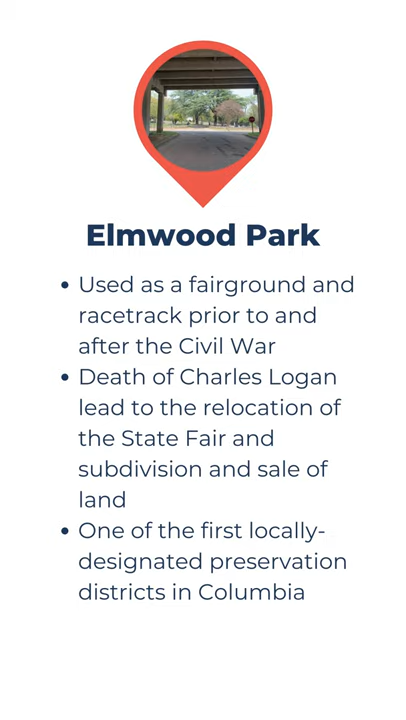 Elmwood Park
• Used as a fairground and
racetrack prior to and
after the Civil War
• Death of Charles Logan
lead to the relocation of
the State Fair and
subdivision and sale of
land
• One of the first locally-
designated preservation
districts in Columbia